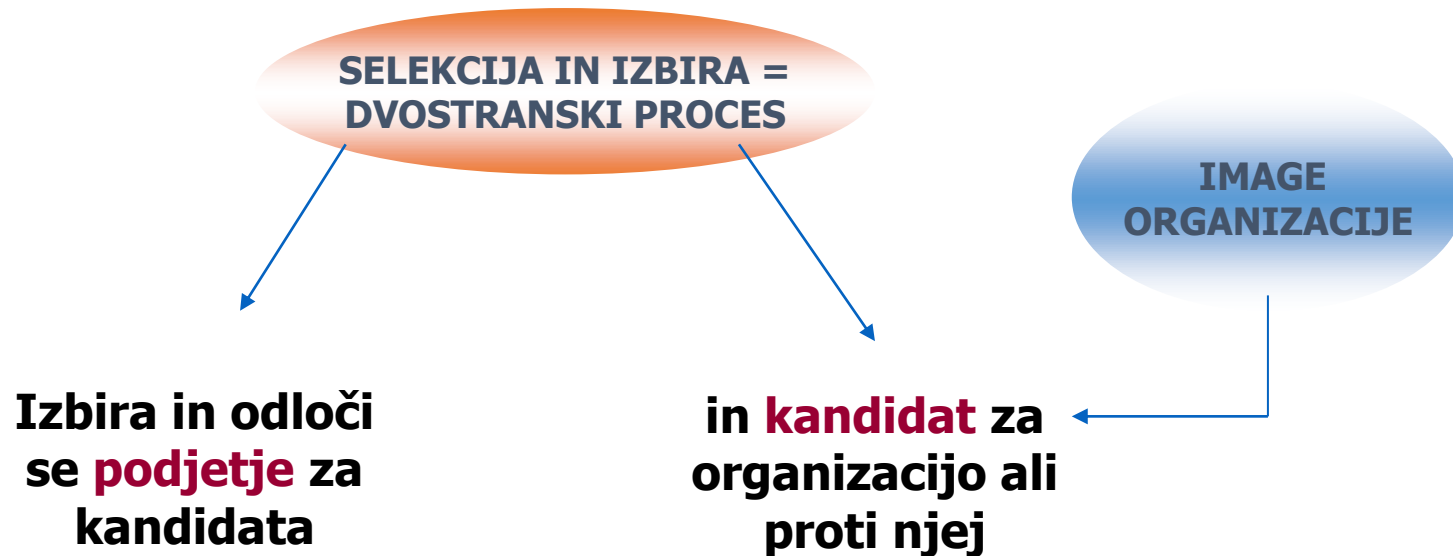 SELEKCIJA IN IZBIRA =
DVOSTRANSKI PROCES
IMAGE
ORGANIZACIJE
Izbira in odloči
se podjetje za
kandidata
in kandidat za
organizacijo ali
proti njej